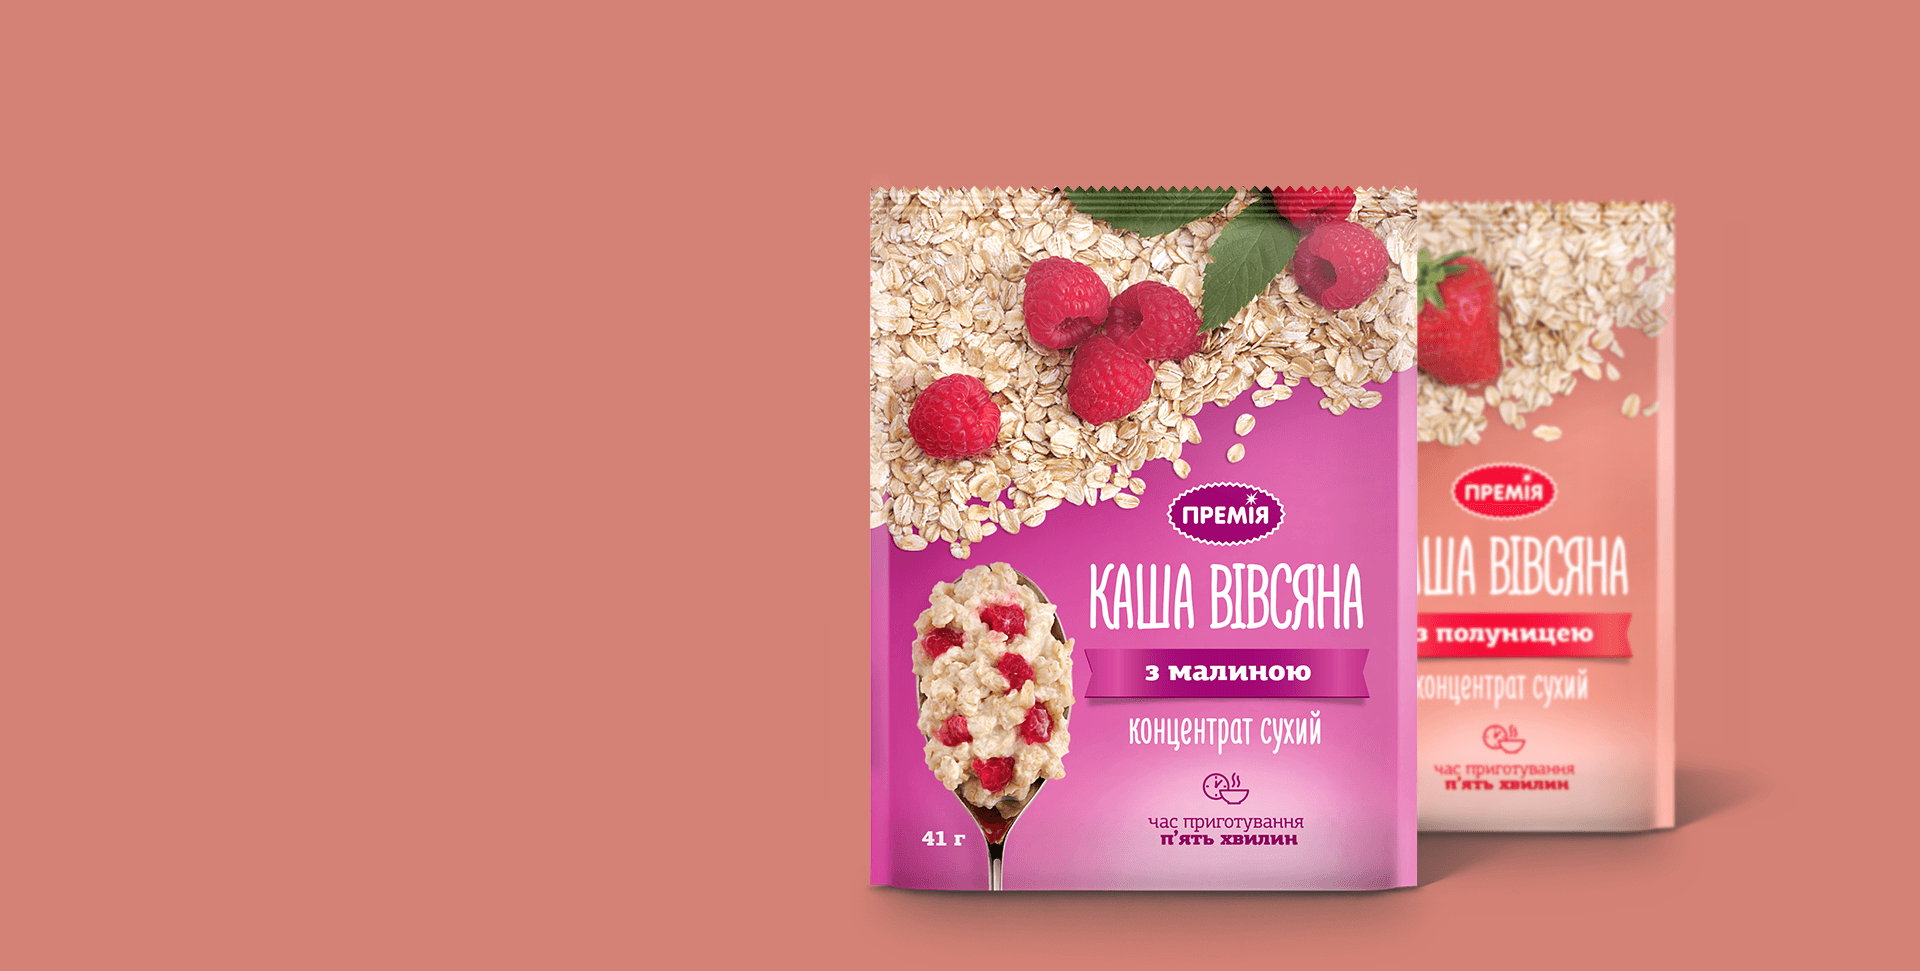 ПРЕМІЯ
КАША ВІВСЯНА
з малиною
концентрат сухий
час приготування
п'ять хвилин
41 г
ПРЕМІЯ
ВІВСЯНА
з полуницею
концентрат сухий
час приготування
п'ять хвилин